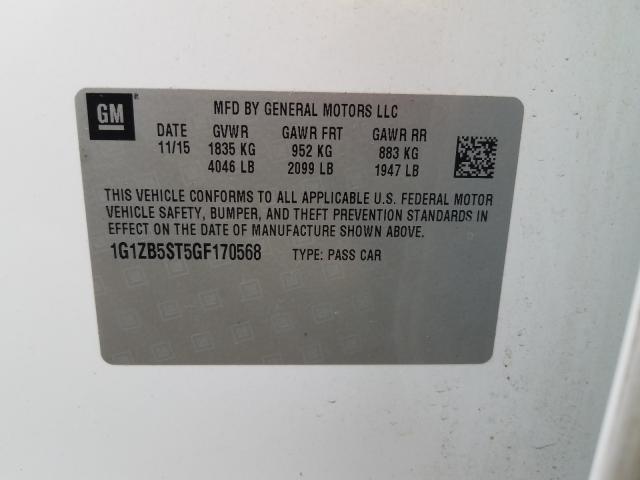 GM
MFD BY GENERAL MOTORS LLC
DATE GVWR GAWR FRT GAWR RR
11/15 1835 KG 952 KG 883 KG
4046 LB 2099 LB 1947 LB
THIS VEHICLE CONFORMS TO ALL APPLICABLE U.S. FEDERAL MOTOR
VEHICLE SAFETY, BUMPER, AND THEFT PREVENTION STANDARDS IN
EFFECT ON THE DATE OF MANUFACTURE SHOWN ABOVE.
1G1ZB5ST5GF170568 TYPE: PASS CAR